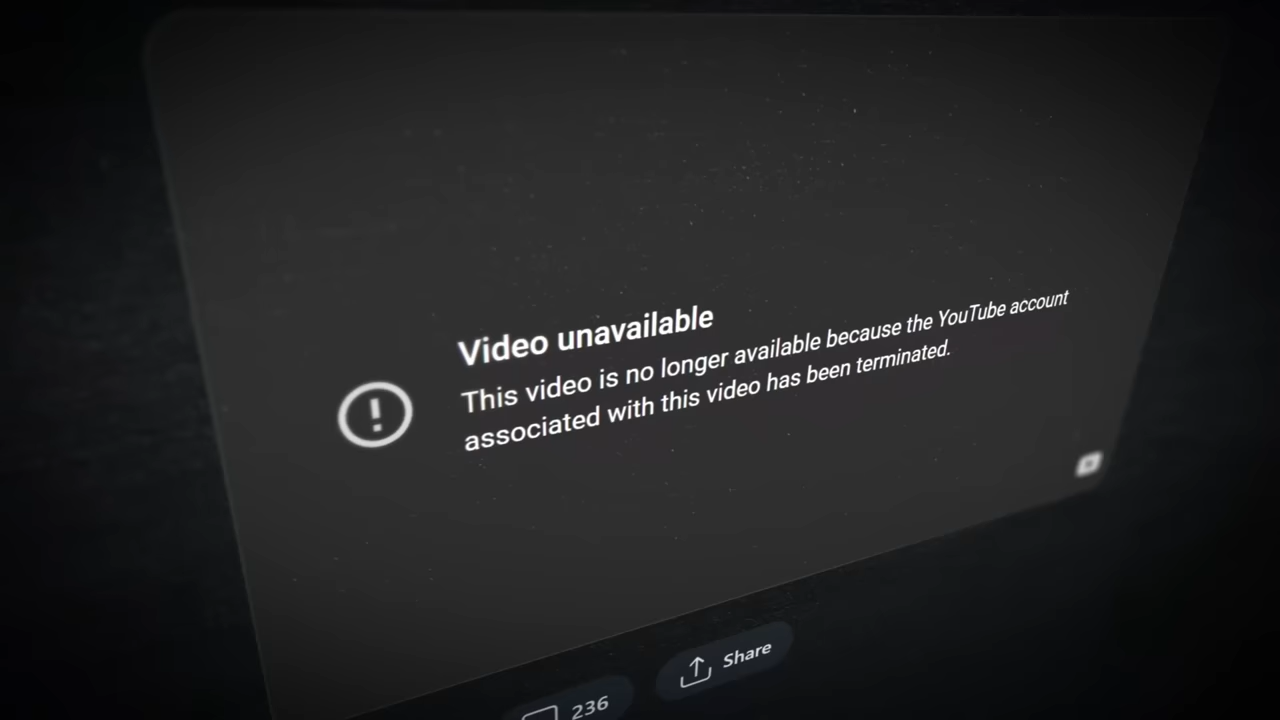 Video unavailable
This video is no longer available because the YouTube account
associated with this video has been terminated.
236
Share